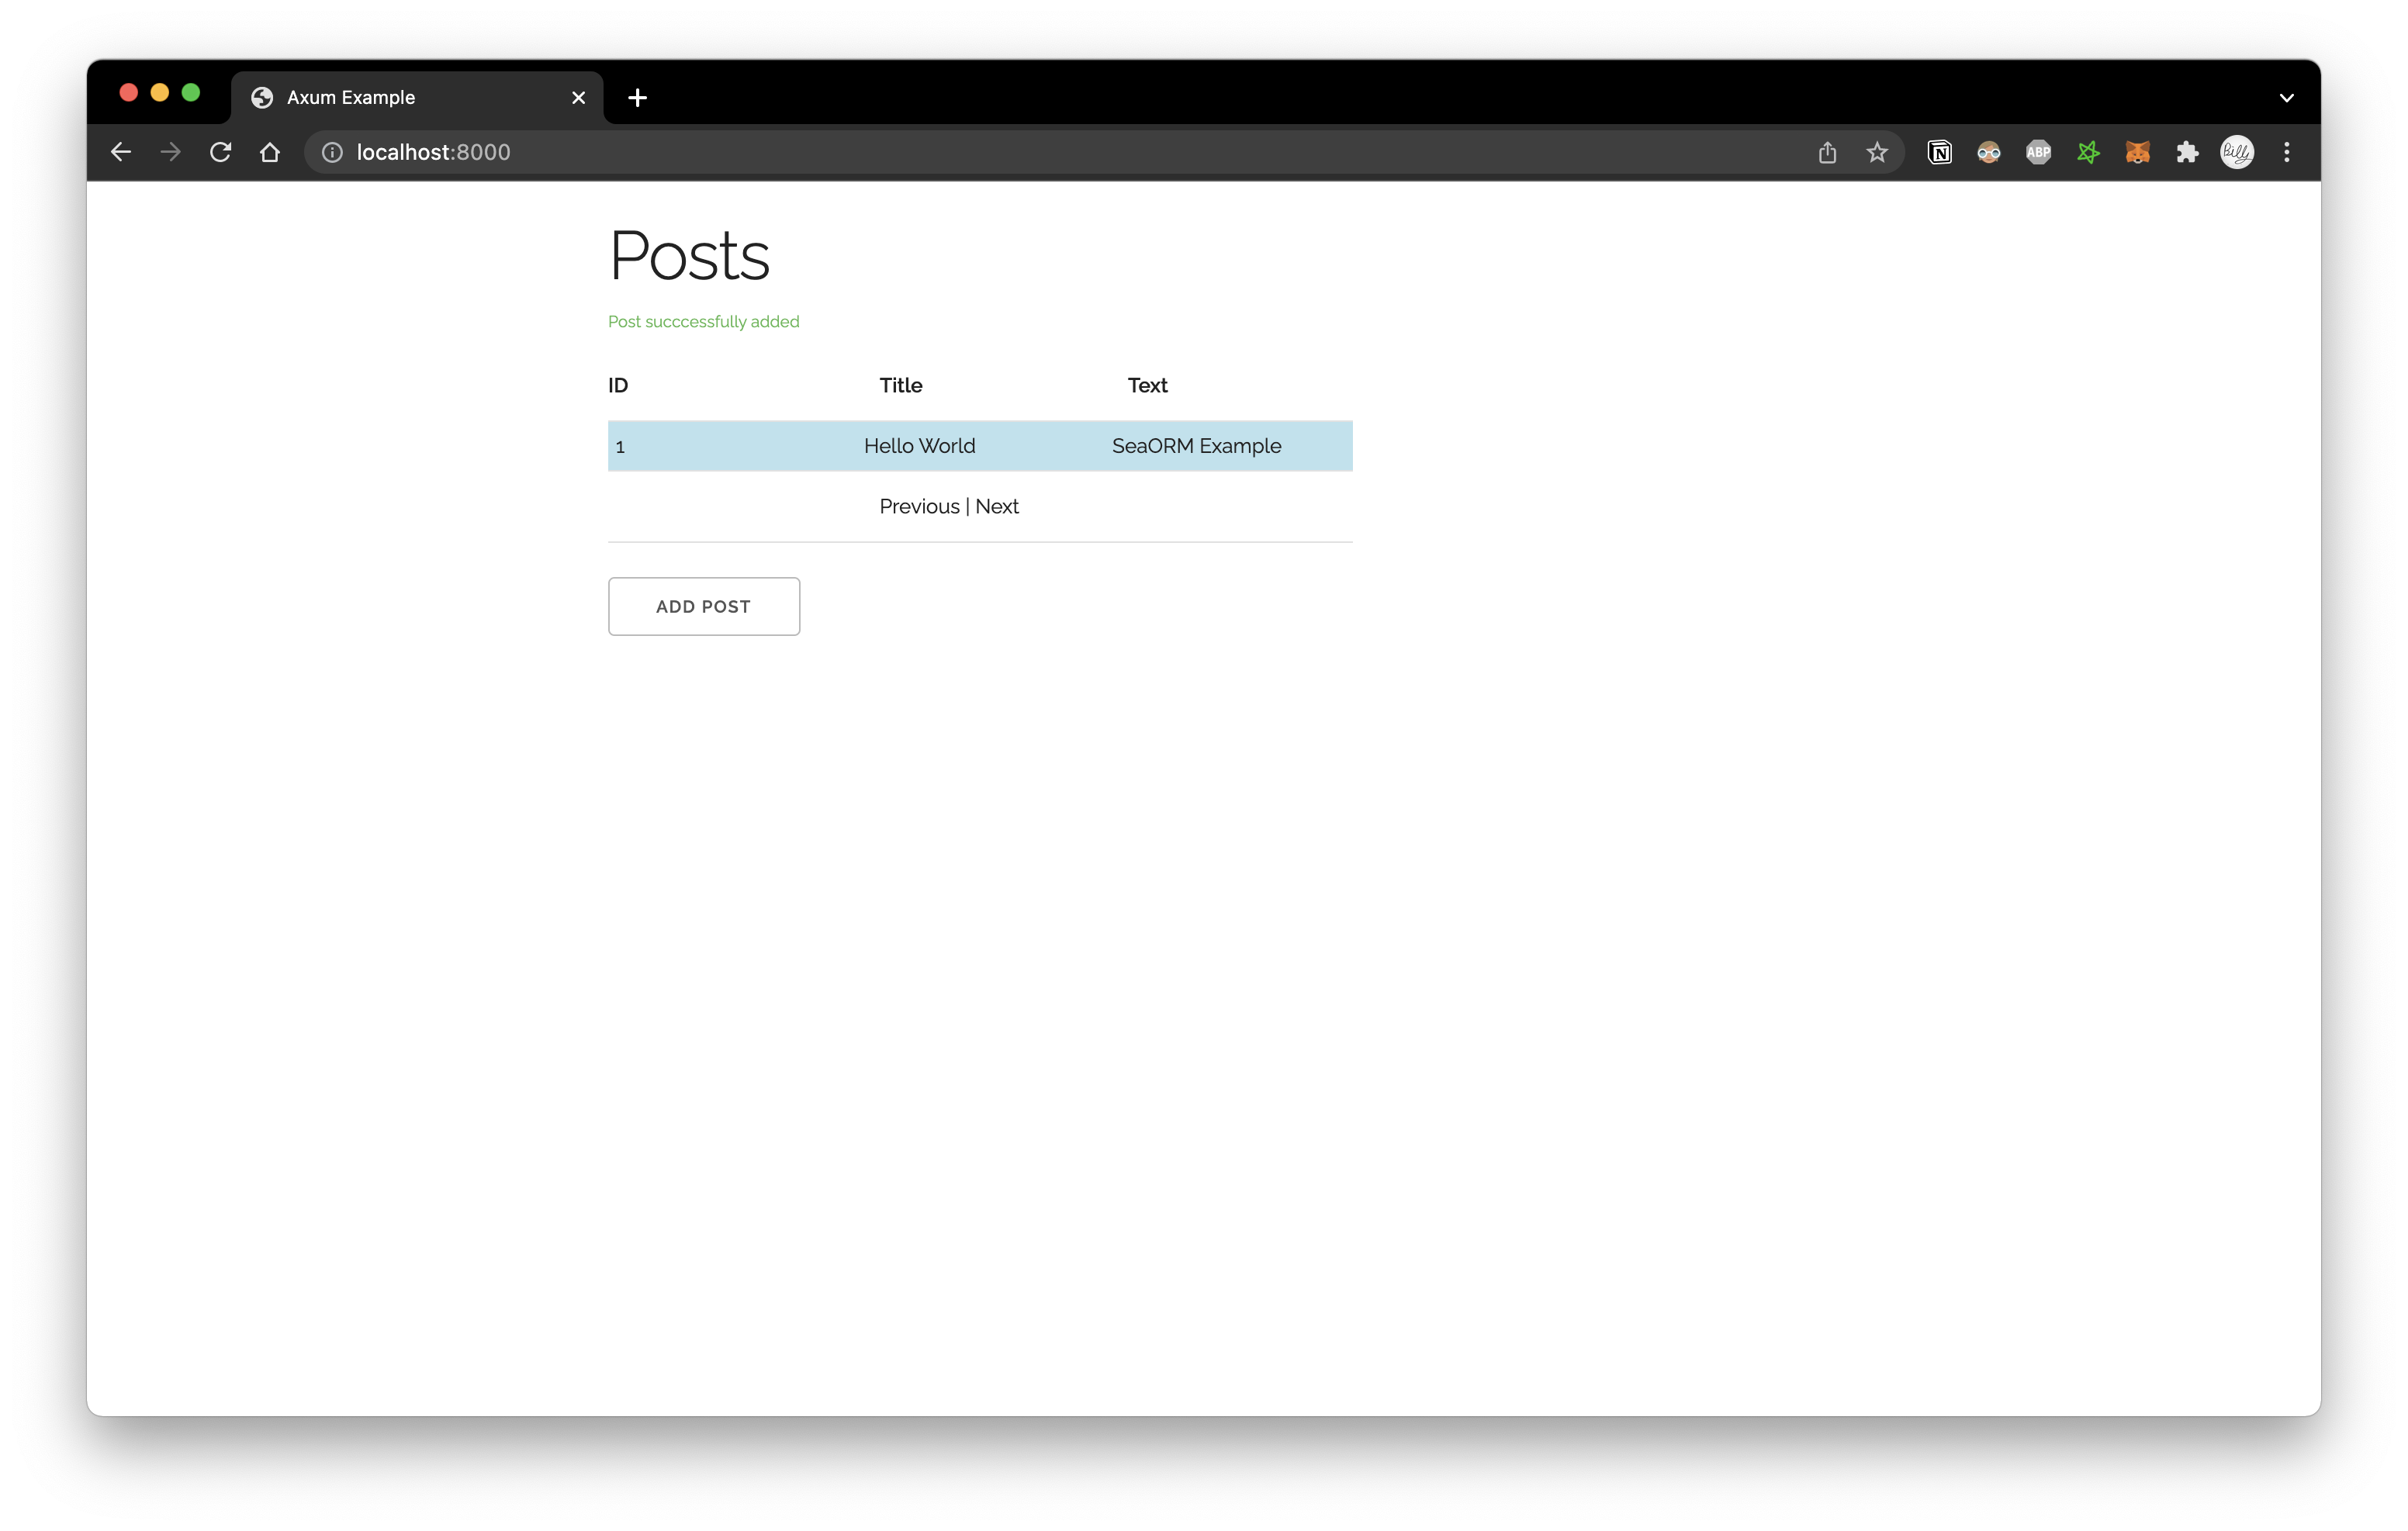 Axum Example
localhost:8000
ABP
Billy
Posts
Post succcessfully added
ID Title Text
1 Hello World SeaORM Example
Previous | Next
ADD POST